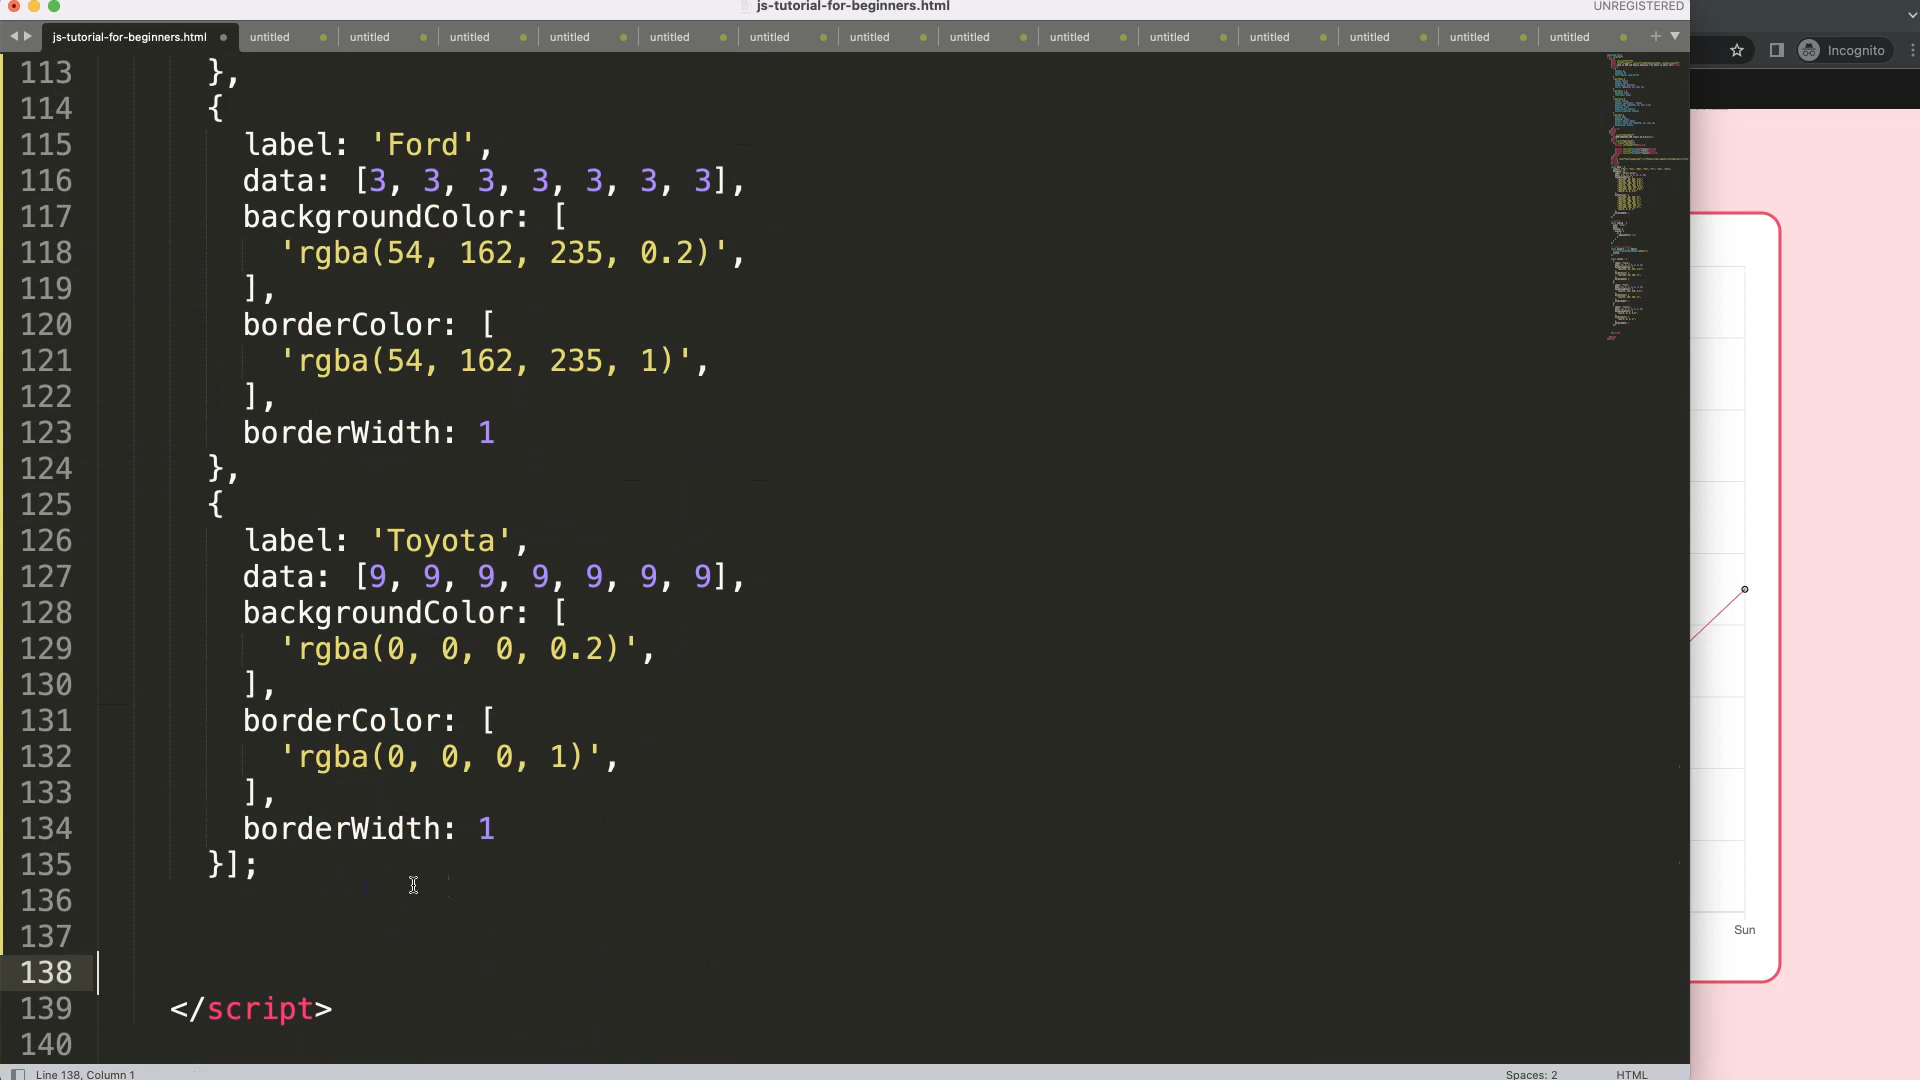 js-tutorial-for-beginners.html
UNREGISTERED
js-tutorial-for-beginners.html untitled untitled untitled untitled untitled untitled untitled untitled untitled untitled untitled untitled untitled untitled
Incognito
113 },
114 {
115 label: 'Ford',
116 data: [3, 3, 3, 3, 3, 3, 3],
117 backgroundColor: [
118 'rgba(54, 162, 235, 0.2)',
119 ],
120 borderColor: [
121 'rgba(54, 162, 235, 1)',
122 ],
123 borderWidth: 1
124 },
125 {
126 label: 'Toyota',
127 data: [9, 9, 9, 9, 9, 9, 9],
128 backgroundColor: [
129 'rgba(0, 0, 0, 0.2)',
130 ],
131 borderColor: [
132 'rgba(0, 0, 0, 1)',
133 ],
134 borderWidth: 1
135 }];
136
137
138
139 </script>
140
Sun
Line 138, Column 1
Spaces: 2
HTML